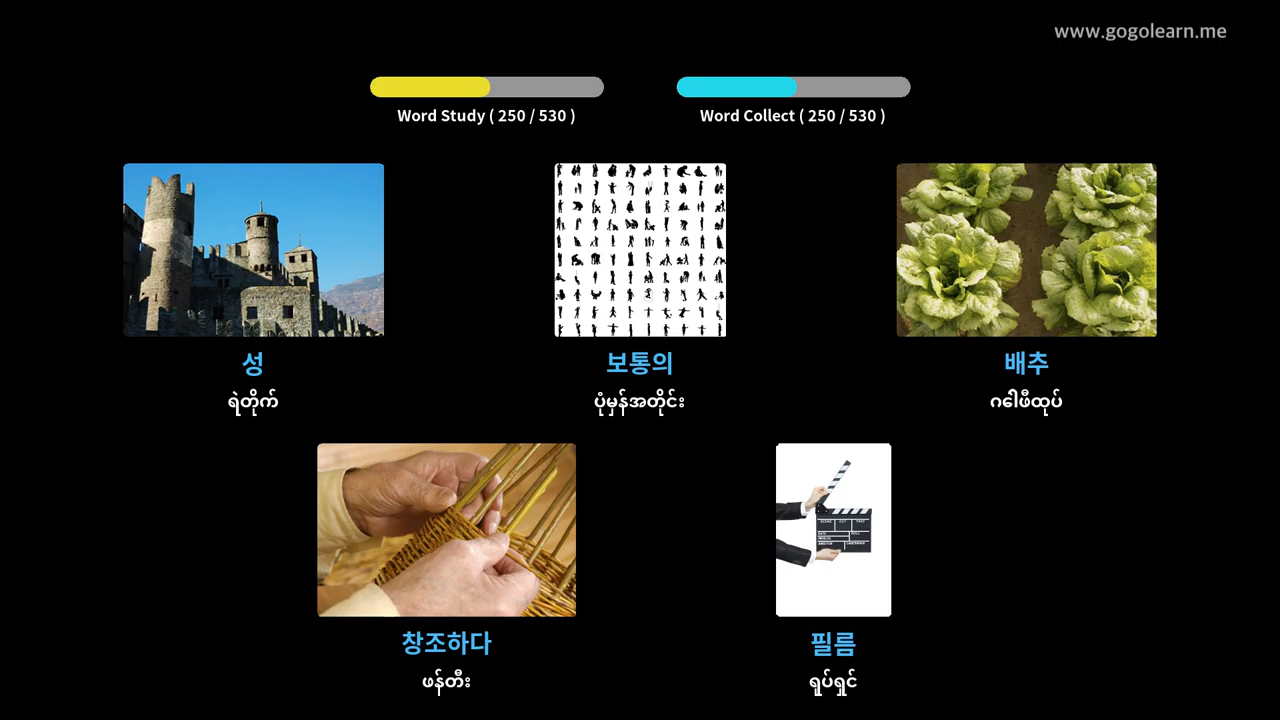 www.gogolearn.me
Word Study ( 250 / 530 )
Word Collect ( 250 / 530 )
성
ရဲတိုက်
보통의
ပုံမှန်အတိုင်း
배추
ဂေါ်ဖီထုပ်
창조하다
ဖန်တီး
필름
ရုပ်ရှင်